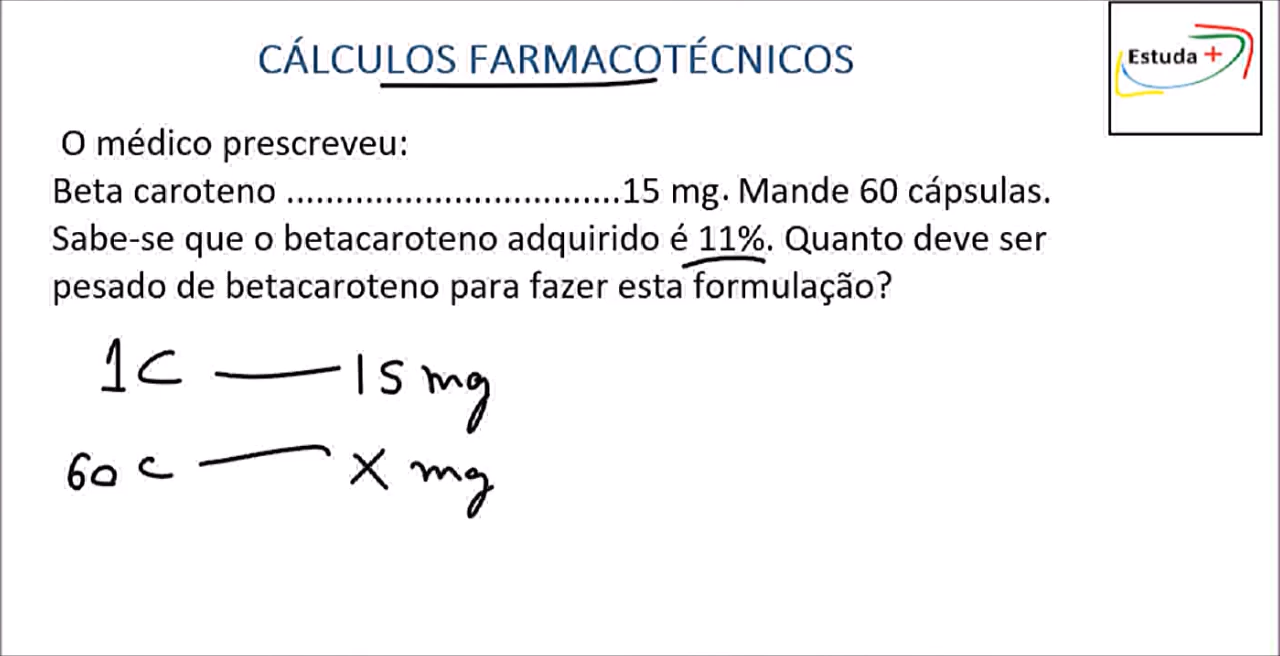 CÁLCULOS FARMACOTÉCNICOS
Estuda +
O médico prescreveu:
Beta caroteno ..................................15 mg. Mande 60 cápsulas.
Sabe-se que o betacaroteno adquirido é 11%. Quanto deve ser
pesado de betacaroteno para fazer esta formulação?
1C — 15 mg
60 C — X mg